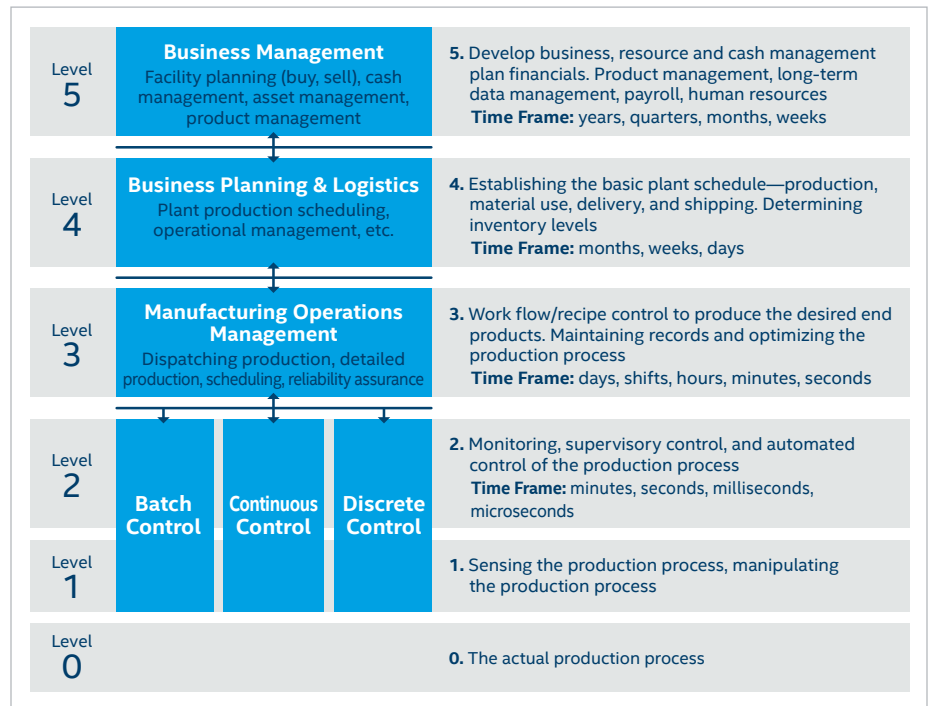 Level
5
Business Management
Facility planning (buy, sell), cash
management, asset management,
product management
5. Develop business, resource and cash management
plan financials. Product management, long-term
data management, payroll, human resources
Time Frame: years, quarters, months, weeks
Level
4
Business Planning & Logistics
Plant production scheduling,
operational management, etc.
4. Establishing the basic plant schedule—production,
material use, delivery, and shipping. Determining
inventory levels
Time Frame: months, weeks, days
Level
3
Manufacturing Operations
Management
Dispatching production, detailed
production, scheduling, reliability assurance
3. Work flow/recipe control to produce the desired end
products. Maintaining records and optimizing the
production process
Time Frame: days, shifts, hours, minutes, seconds
Level
2
Batch
Control
Continuous
Control
Discrete
Control
2. Monitoring, supervisory control, and automated
control of the production process
Time Frame: minutes, seconds, milliseconds,
microseconds
Level
1
1. Sensing the production process, manipulating
the production process
Level
0
0. The actual production process